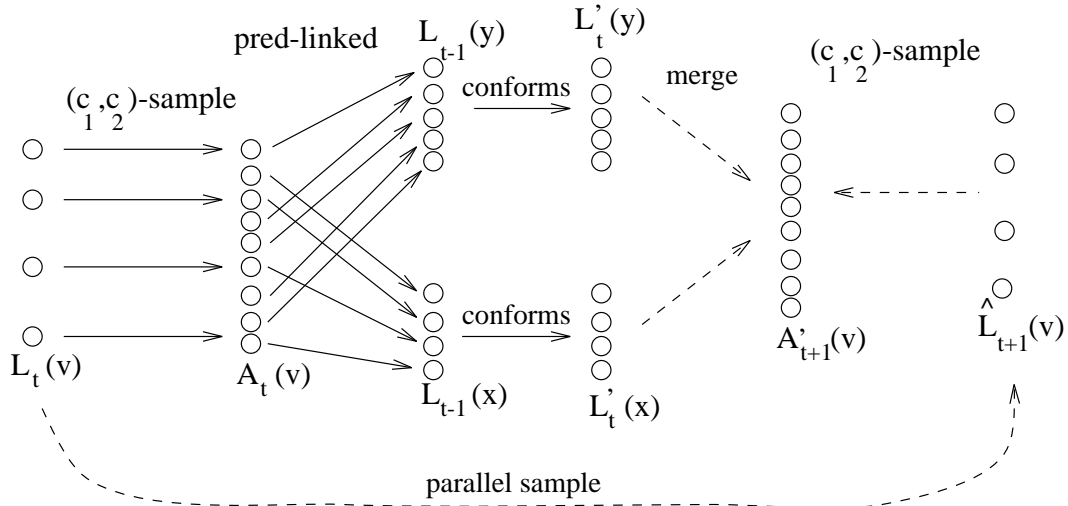 pred-linked
L_{t-1}(y)
L'_t(y)
(c_1,c_2)-sample
conforms
merge
(c_1,c_2)-sample
L_t(v)
A_t(v)
conforms
L_{t-1}(x)
L'_t(x)
A'_{t+1}(v)
\hat{L}_{t+1}(v)
parallel sample